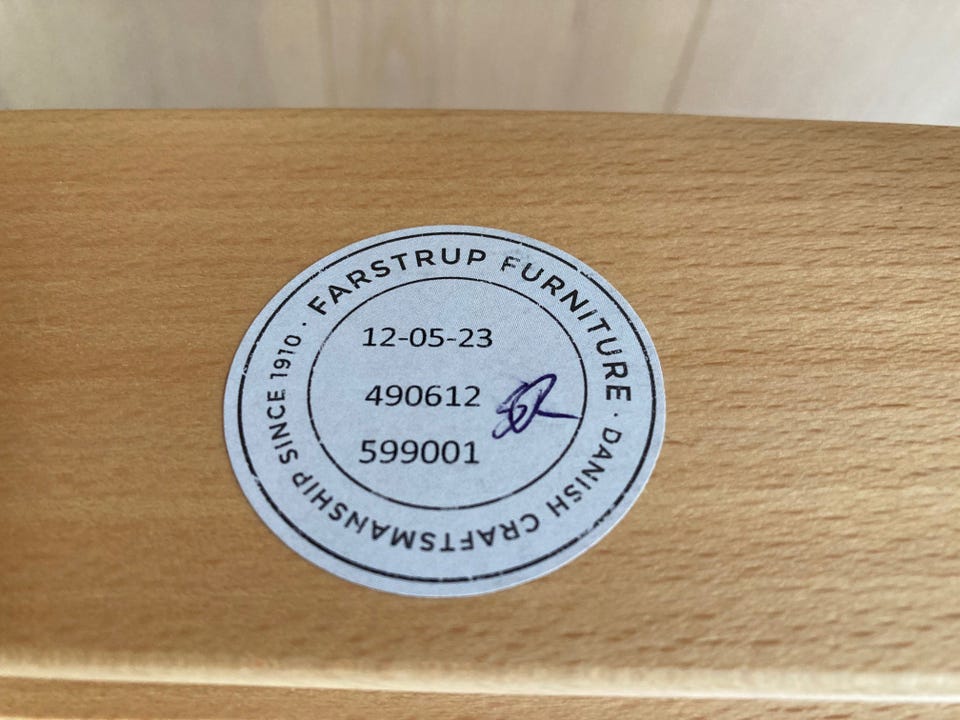 FARSTRUP FURNITURE · DANISH CRAFTSMANSHIP SINCE 1910 ·
12-05-23
490612
599001